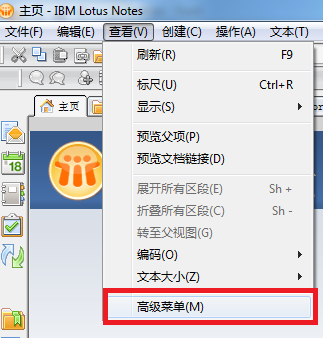 主页 - IBM Lotus Notes
文件(F) 编辑(E) 查看(V) 创建(C) 操作(A) 文本(T)
刷新(R) F9
标尺(U) Ctrl+R
主页
显示(S)
预览父项(P)
预览文档链接(D)
18
展开所有区段(E) Sh +
折叠所有区段(C) Sh -
转至父视图(G)
编码(O)
文本大小(Z)
高级菜单(M)